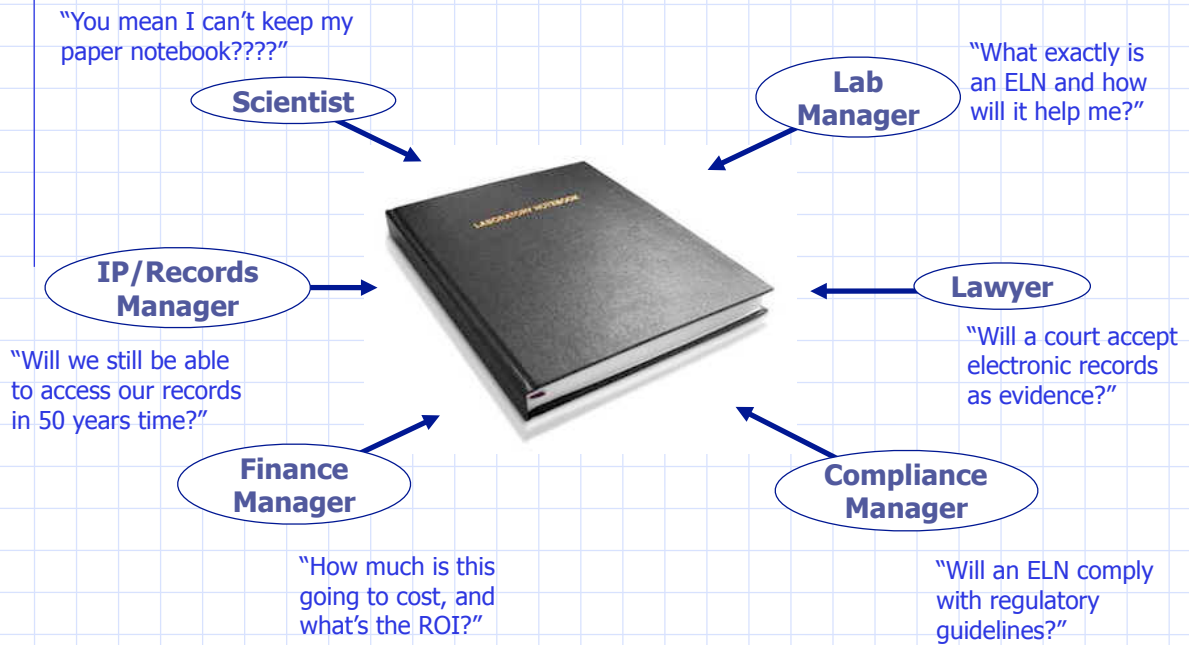 “You mean I can’t keep my
paper notebook????”
Scientist
Lab
Manager
“What exactly is
an ELN and how
will it help me?”
LABORATORY NOTEBOOK
IP/Records
Manager
“Will we still be able
to access our records
in 50 years time?”
Lawyer
“Will a court accept
electronic records
as evidence?”
Finance
Manager
“How much is this
going to cost, and
what’s the ROI?”
Compliance
Manager
“Will an ELN comply
with regulatory
guidelines?”